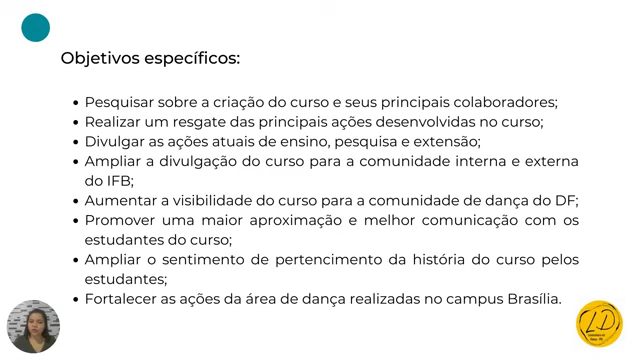 Objetivos específicos:
• Pesquisar sobre a criação do curso e seus principais colaboradores;
• Realizar um resgate das principais ações desenvolvidas no curso;
• Divulgar as ações atuais de ensino, pesquisa e extensão;
• Ampliar a divulgação do curso para a comunidade interna e externa
do IFB;
• Aumentar a visibilidade do curso para a comunidade de dança do DF;
• Promover uma maior aproximação e melhor comunicação com os
estudantes do curso;
• Ampliar o sentimento de pertencimento da história do curso pelos
estudantes;
• Fortalecer as ações da área de dança realizadas no campus Brasília.
LD